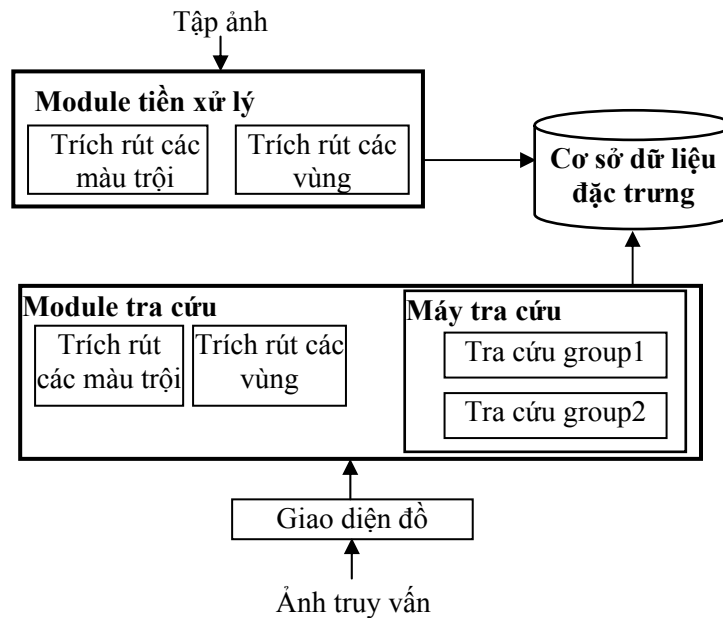 Tập ảnh
Module tiền xử lý
Trích rút các
màu trội
Trích rút các
vùng
Cơ sở dữ liệu
đặc trưng
Module tra cứu
Trích rút
các màu trội
Trích rút các
vùng
Máy tra cứu
Tra cứu group1
Tra cứu group2
Giao diện đồ
Ảnh truy vấn